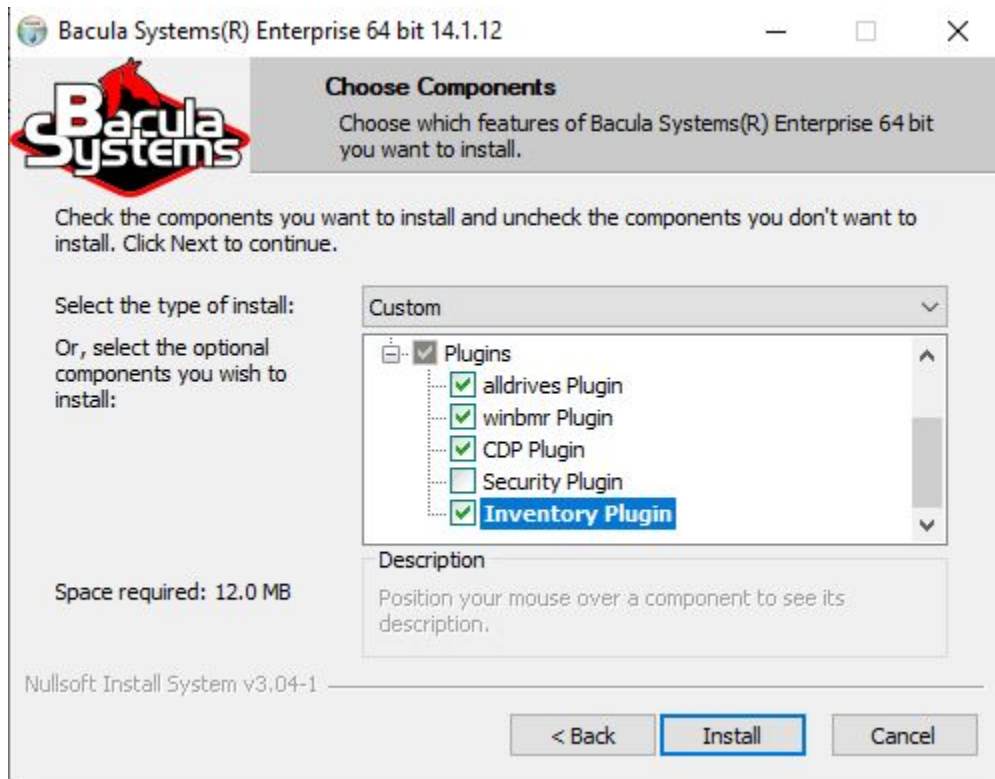 Bacula Systems(R) Enterprise 64 bit 14.1.12
Bacula
Systems
Choose Components
Choose which features of Bacula Systems(R) Enterprise 64 bit
you want to install.
Check the components you want to install and uncheck the components you don't want to
install. Click Next to continue.
Select the type of install:
Custom
Or, select the optional
components you wish to
install:
Plugins
alldrives Plugin
winbmr Plugin
CDP Plugin
Security Plugin
Inventory Plugin
Space required: 12.0 MB
Description
Position your mouse over a component to see its
description.
Nullsoft Install System v3.04-1
< Back
Install
Cancel